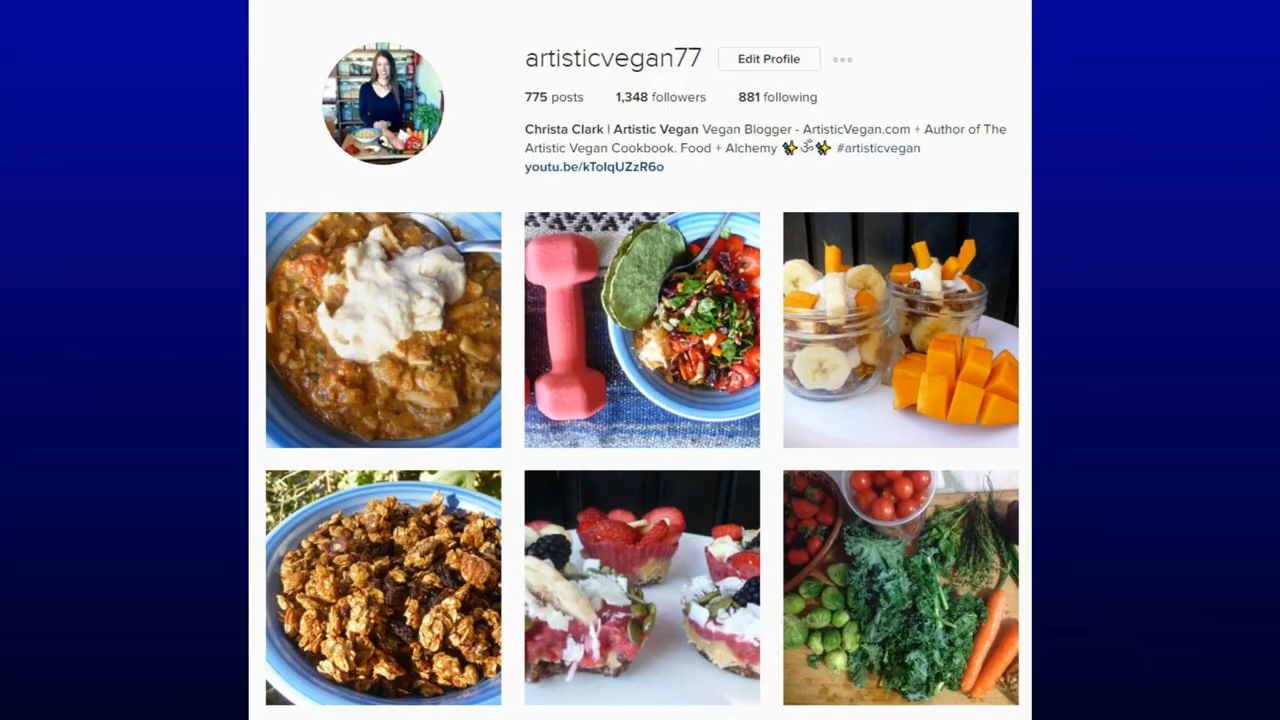 artisticvegan77 Edit Profile
775 posts 1,348 followers 881 following
Christa Clark | Artistic Vegan Vegan Blogger - ArtisticVegan.com + Author of The
Artistic Vegan Cookbook. Food + Alchemy ✨🕉✨ #artisticvegan
youtu.be/kToIqUZzR6o